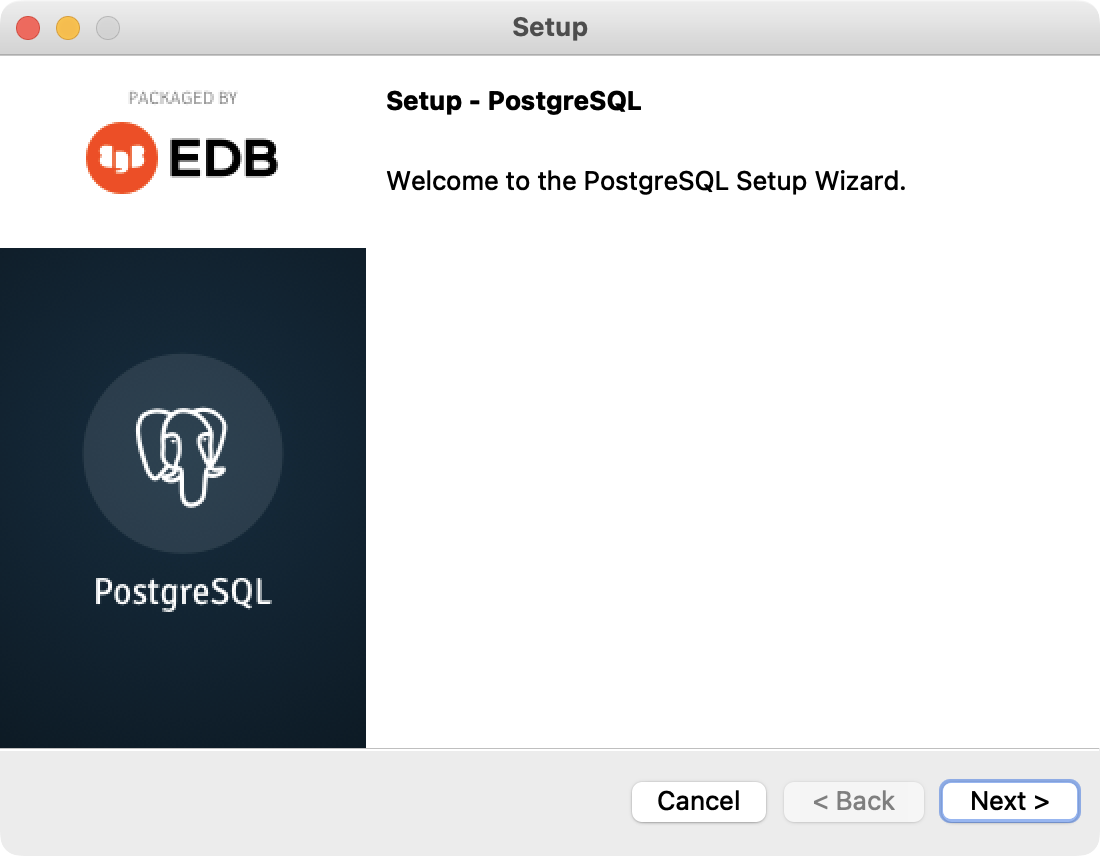 Setup
PACKAGED BY
EDB
Setup - PostgreSQL
Welcome to the PostgreSQL Setup Wizard.
PostgreSQL
Cancel
< Back
Next >